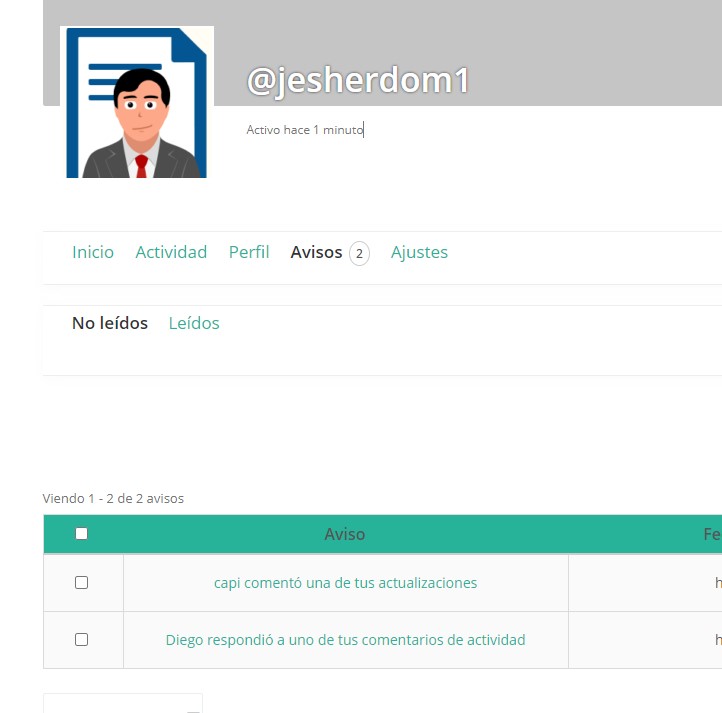 @jesherdom1
Activo hace 1 minuto
Inicio Actividad Perfil Avisos 2 Ajustes
No leídos Leídos
Viendo 1 - 2 de 2 avisos
Aviso
capi comentó una de tus actualizaciones
Diego respondió a uno de tus comentarios de actividad